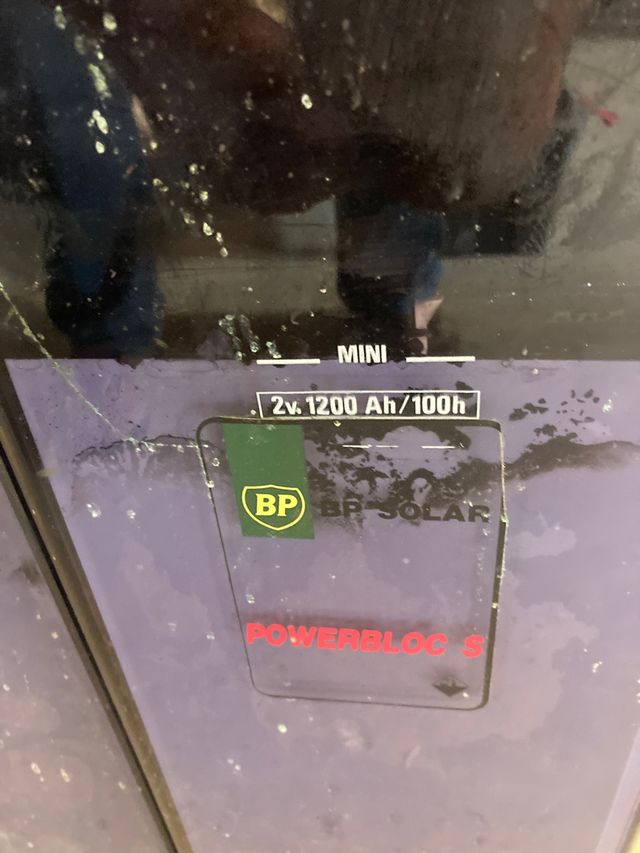 MINI
2v. 1200 Ah/100h
BP BP SOLAR
POWERBLOC S